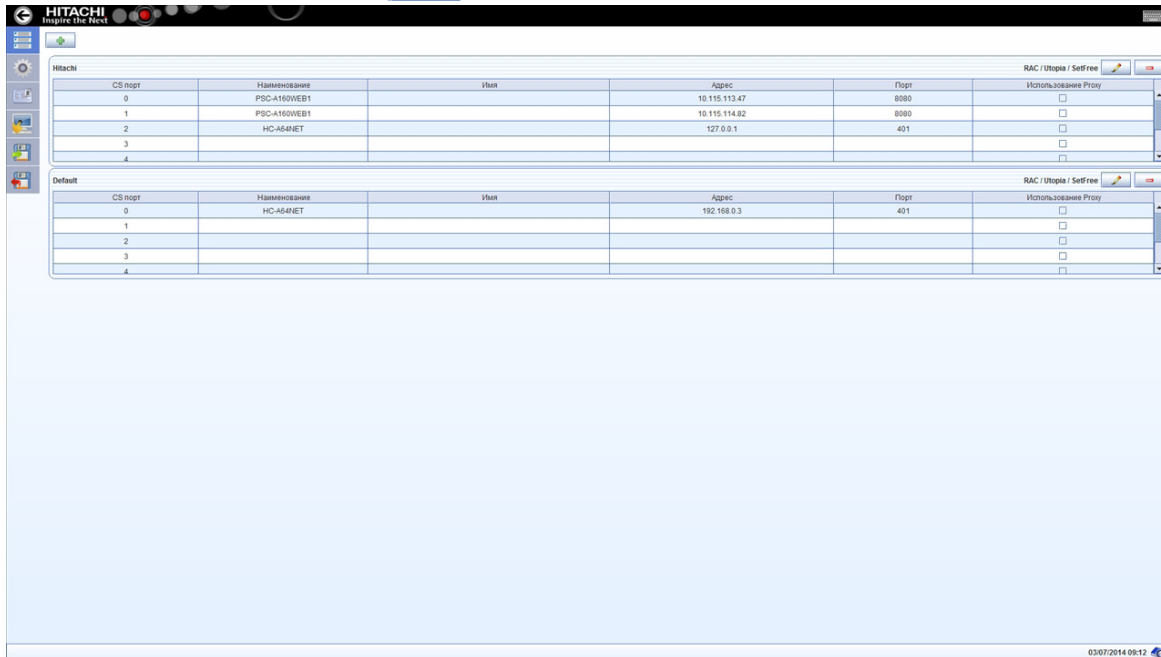 HITACHI
Inspire the Next
Hitachi RAC / Utopia / SetFree
CS порт Наименование Имя Адрес Порт Использование Proxy
0 PSC-A160WEB1 10.115.113.47 8080
1 PSC-A160WEB1 10.115.114.82 8080
2 HC-A64NET 127.0.0.1 401
3
4
Default RAC / Utopia / SetFree
CS порт Наименование Имя Адрес Порт Использование Proxy
0 HC-A64NET 192.168.0.3 401
1
2
3
4
03/07/2014 09:12